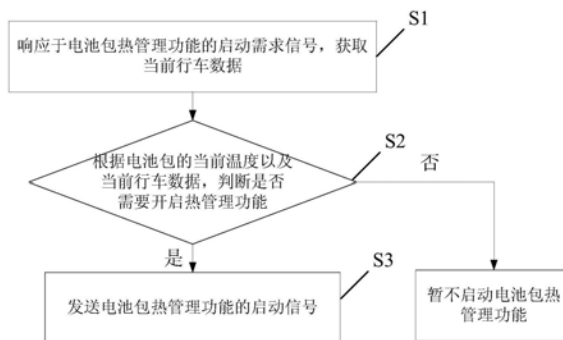 S1
响应于电池包热管理功能的启动需求信号，获取
当前行车数据
S2
根据电池包的当前温度以及
当前行车数据，判断是否
需要开启热管理功能
否
是
S3
发送电池包热管理功能的启动信号
暂不启动电池包热
管理功能